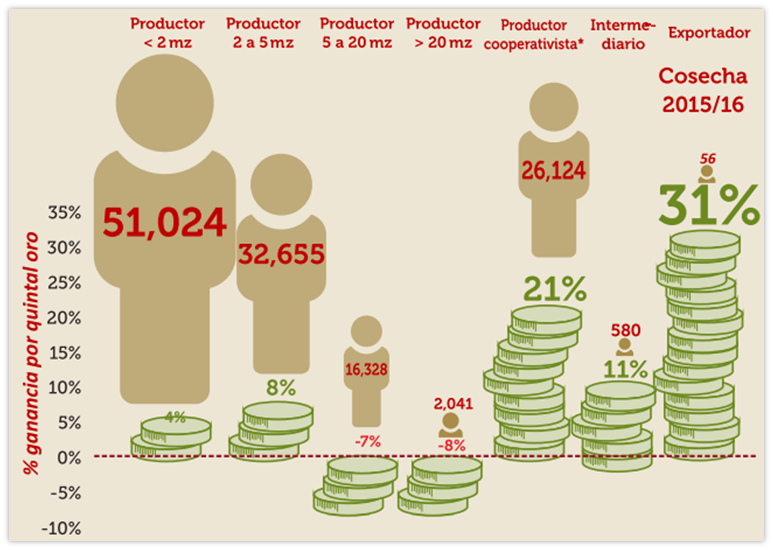 Productor
< 2 mz
Productor
2 a 5 mz
Productor
5 a 20 mz
Productor
> 20 mz
Productor
cooperativista*
Interme-
diario
Exportador
Cosecha
2015/16
51,024
32,655
16,328
2,041
26,124
580
56
4%
8%
-7%
-8%
21%
11%
31%
% ganancia por quintal oro
35%
30%
25%
20%
15%
10%
5%
0%
-5%
-10%